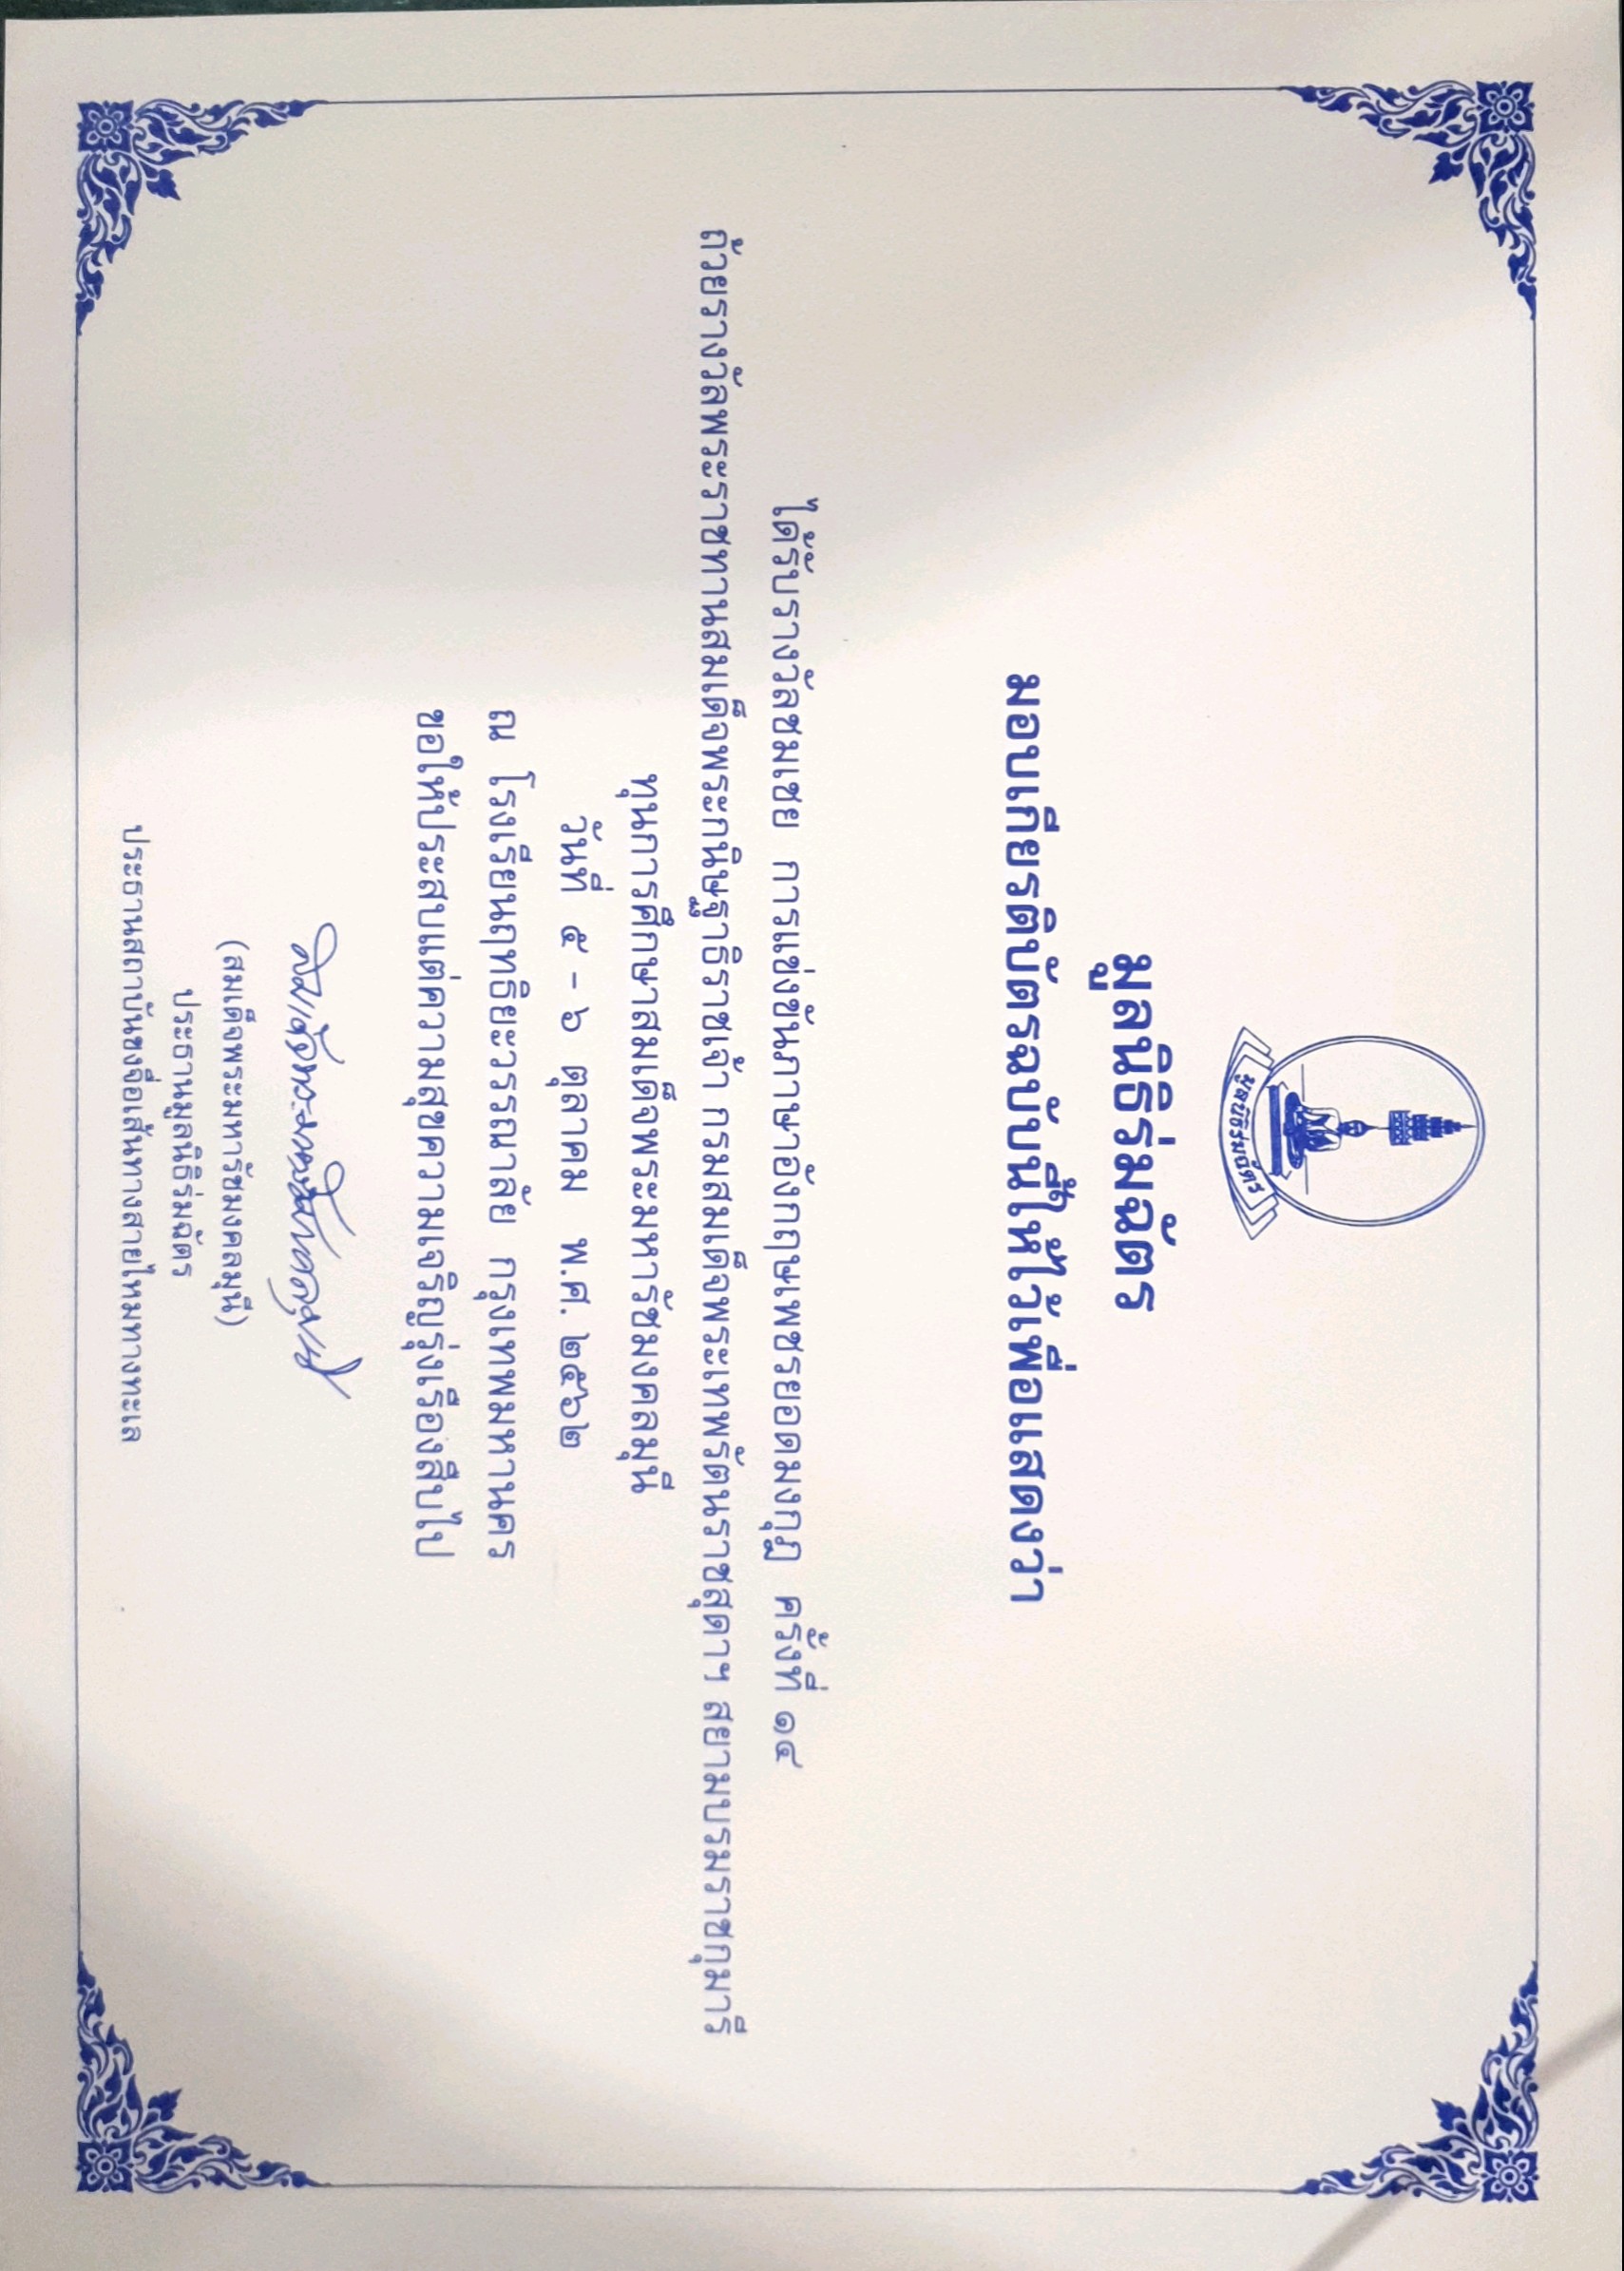 มูลนิธิร่มฉัตร
มูลนิธิร่มฉัตร
มอบเกียรติบัตรฉบับนี้ให้ไว้เพื่อแสดงว่า
ได้รับรางวัลชมเชย การแข่งขันภาษาอังกฤษเพชรยอดมงกุฎ ครั้งที่ ๑๔
ถ้วยรางวัลพระราชทานสมเด็จพระกนิษฐาธิราชเจ้า กรมสมเด็จพระเทพรัตนราชสุดาฯ สยามบรมราชกุมารี
ทุนการศึกษาสมเด็จพระมหารัชมงคลมุนี
วันที่ ๕ - ๖ ตุลาคม พ.ศ. ๒๕๖๒
ณ โรงเรียนฤทธิยะวรรณาลัย กรุงเทพมหานคร
ขอให้ประสบแต่ความสุขความเจริญรุ่งเรืองสืบไป
สมเด็จพระมหารัชมงคลมุนี
(สมเด็จพระมหารัชมงคลมุนี)
ประธานมูลนิธิร่มฉัตร
ประธานสถาบันขงจื่อเส้นทางสายไหมทางทะเล